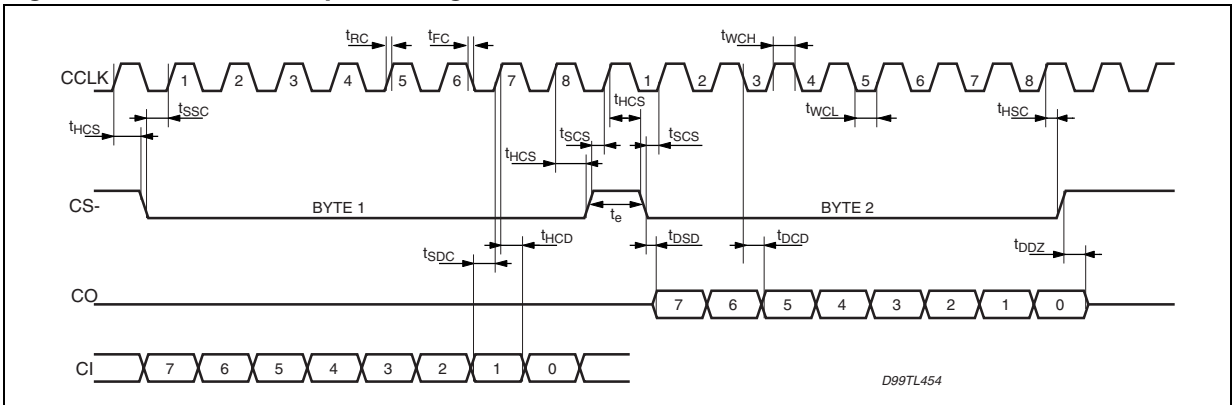 tRC tFC tWCH
CCLK 1 2 3 4 5 6 7 8 1 2 3 4 5 6 7 8
tHCS tSSC tHCS tSCS tHCS tSCS tWCL tHSC
CS- BYTE 1 te BYTE 2
tSDC tHCD tDSD tDCD tDDZ
CO 7 6 5 4 3 2 1 0
CI 7 6 5 4 3 2 1 0
D99TL454